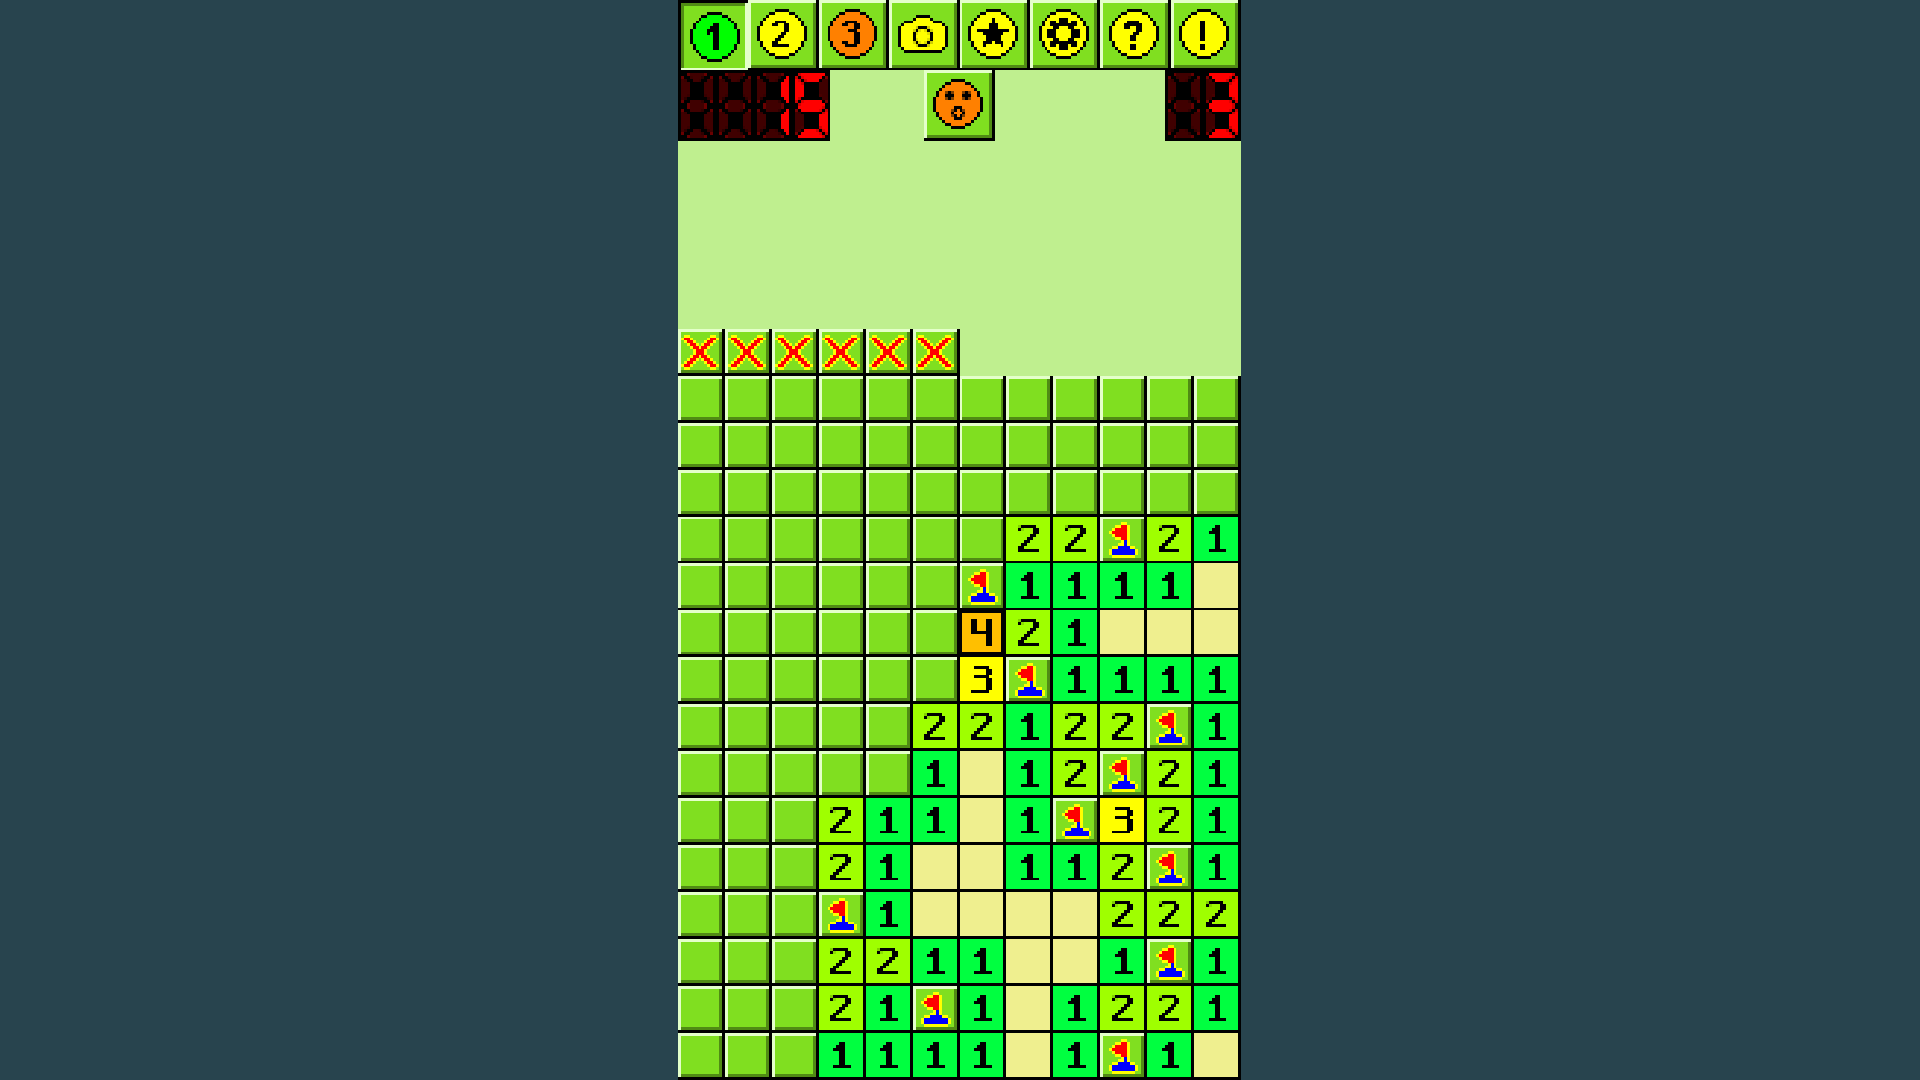 1 2 3 ? !
15 3
2 2 2 1
1 1 1 1
4 2 1
3 1 1 1 1
2 2 1 2 2 1
1 1 2 2 1
2 1 1 1 3 2 1
2 1 1 1 2 1
1 2 2 2
2 2 1 1 1 1
2 1 1 1 2 2 1
1 1 1 1 1 1